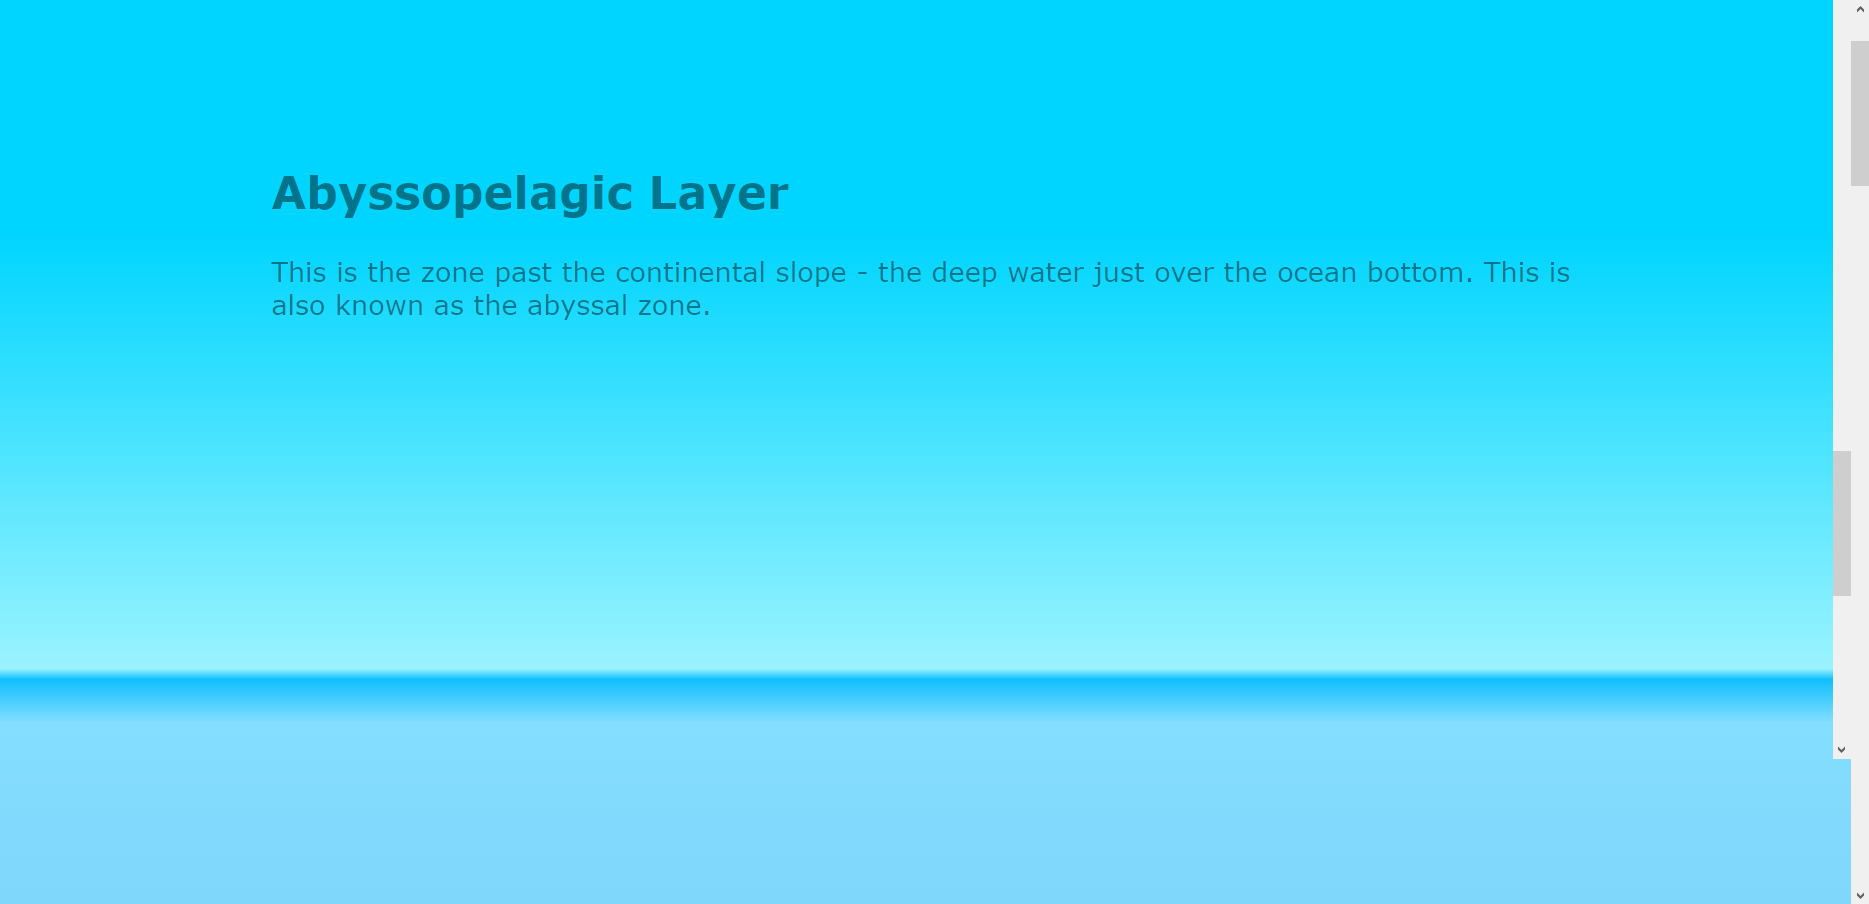 Abyssopelagic Layer
This is the zone past the continental slope - the deep water just over the ocean bottom. This is
also known as the abyssal zone.